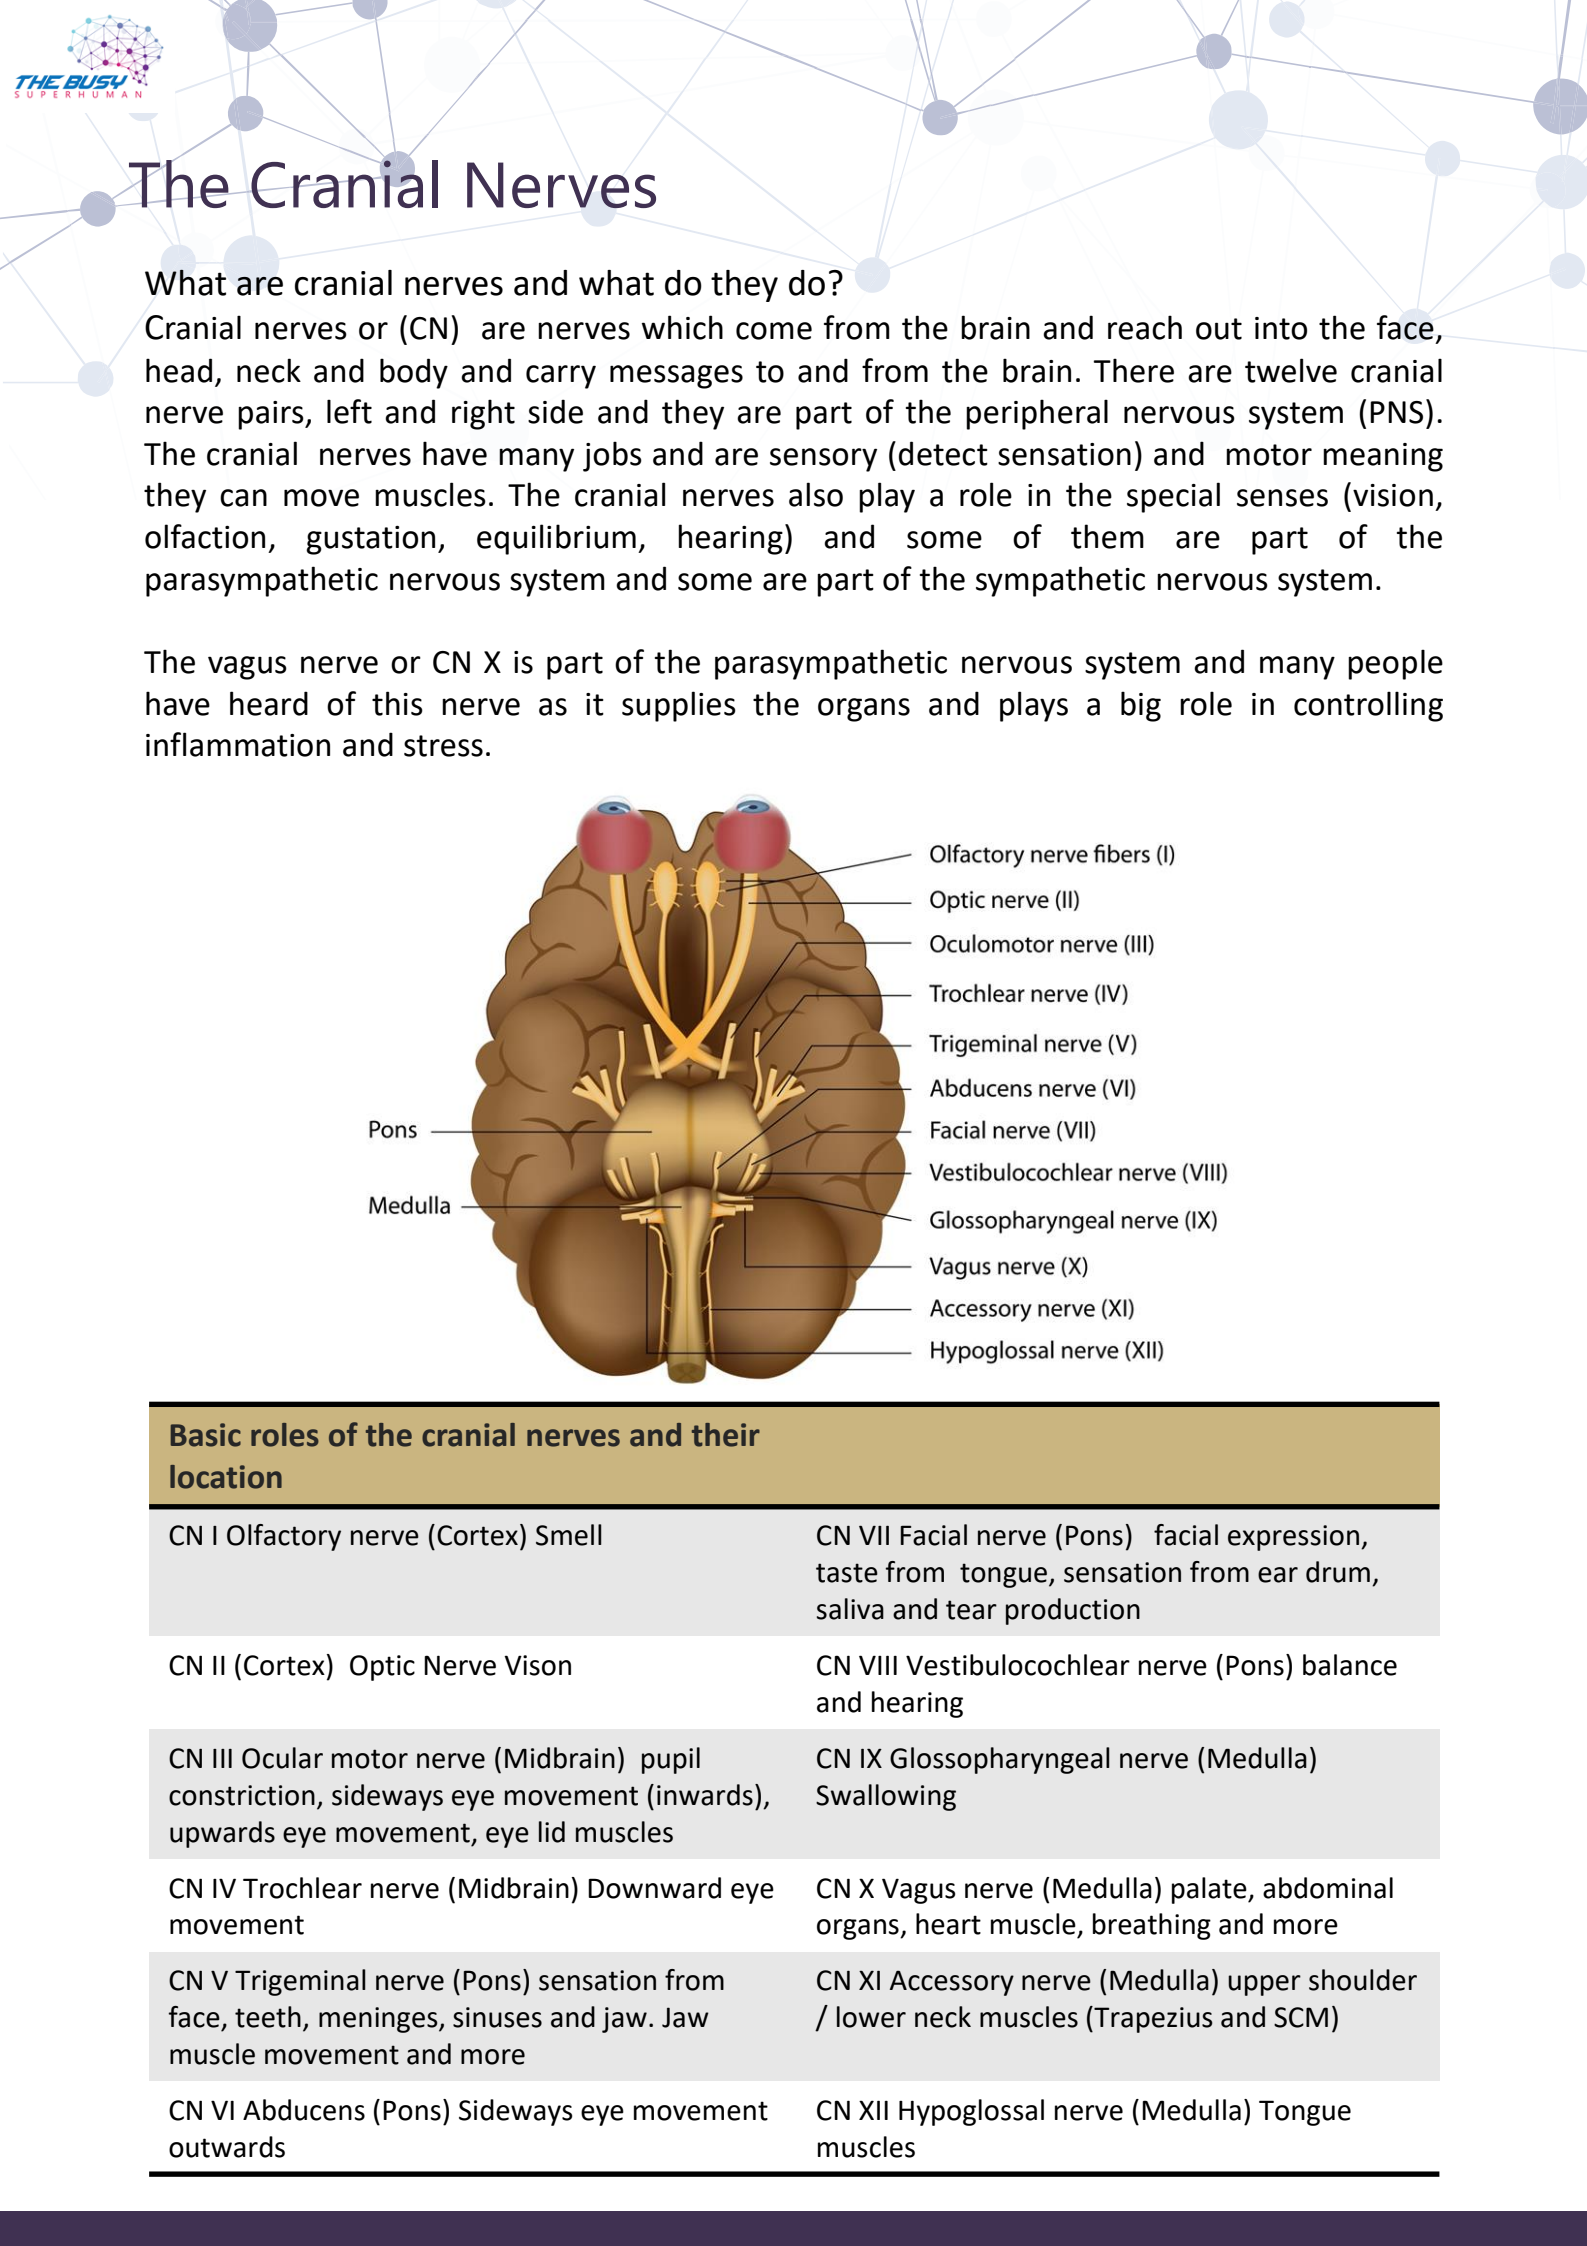 THE BUSY
SUPERHUMAN
The Cranial Nerves
What are cranial nerves and what do they do?
Cranial nerves or (CN) are nerves which come from the brain and reach out into the face,
head, neck and body and carry messages to and from the brain. There are twelve cranial
nerve pairs, left and right side and they are part of the peripheral nervous system (PNS).
The cranial nerves have many jobs and are sensory (detect sensation) and motor meaning
they can move muscles. The cranial nerves also play a role in the special senses (vision,
olfaction, gustation, equilibrium, hearing) and some of them are part of the
parasympathetic nervous system and some are part of the sympathetic nervous system.
The vagus nerve or CN X is part of the parasympathetic nervous system and many people
have heard of this nerve as it supplies the organs and plays a big role in controlling
inflammation and stress.
Olfactory nerve fibers (I)
Optic nerve (II)
Oculomotor nerve (III)
Trochlear nerve (IV)
Trigeminal nerve (V)
Abducens nerve (VI)
Pons
Facial nerve (VII)
Vestibulocochlear nerve (VIII)
Medulla
Glossopharyngeal nerve (IX)
Vagus nerve (X)
Accessory nerve (XI)
Hypoglossal nerve (XII)
Basic roles of the cranial nerves and their
location
CN I Olfactory nerve (Cortex) Smell
CN VII Facial nerve (Pons) facial expression,
taste from tongue, sensation from ear drum,
saliva and tear production
CN II (Cortex) Optic Nerve Vison
CN VIII Vestibulocochlear nerve (Pons) balance
and hearing
CN III Ocular motor nerve (Midbrain) pupil
constriction, sideways eye movement (inwards),
upwards eye movement, eye lid muscles
CN IX Glossopharyngeal nerve (Medulla)
Swallowing
CN IV Trochlear nerve (Midbrain) Downward eye
movement
CN X Vagus nerve (Medulla) palate, abdominal
organs, heart muscle, breathing and more
CN V Trigeminal nerve (Pons) sensation from
face, teeth, meninges, sinuses and jaw. Jaw
muscle movement and more
CN XI Accessory nerve (Medulla) upper shoulder
/ lower neck muscles (Trapezius and SCM)
CN VI Abducens (Pons) Sideways eye movement
outwards
CN XII Hypoglossal nerve (Medulla) Tongue
muscles